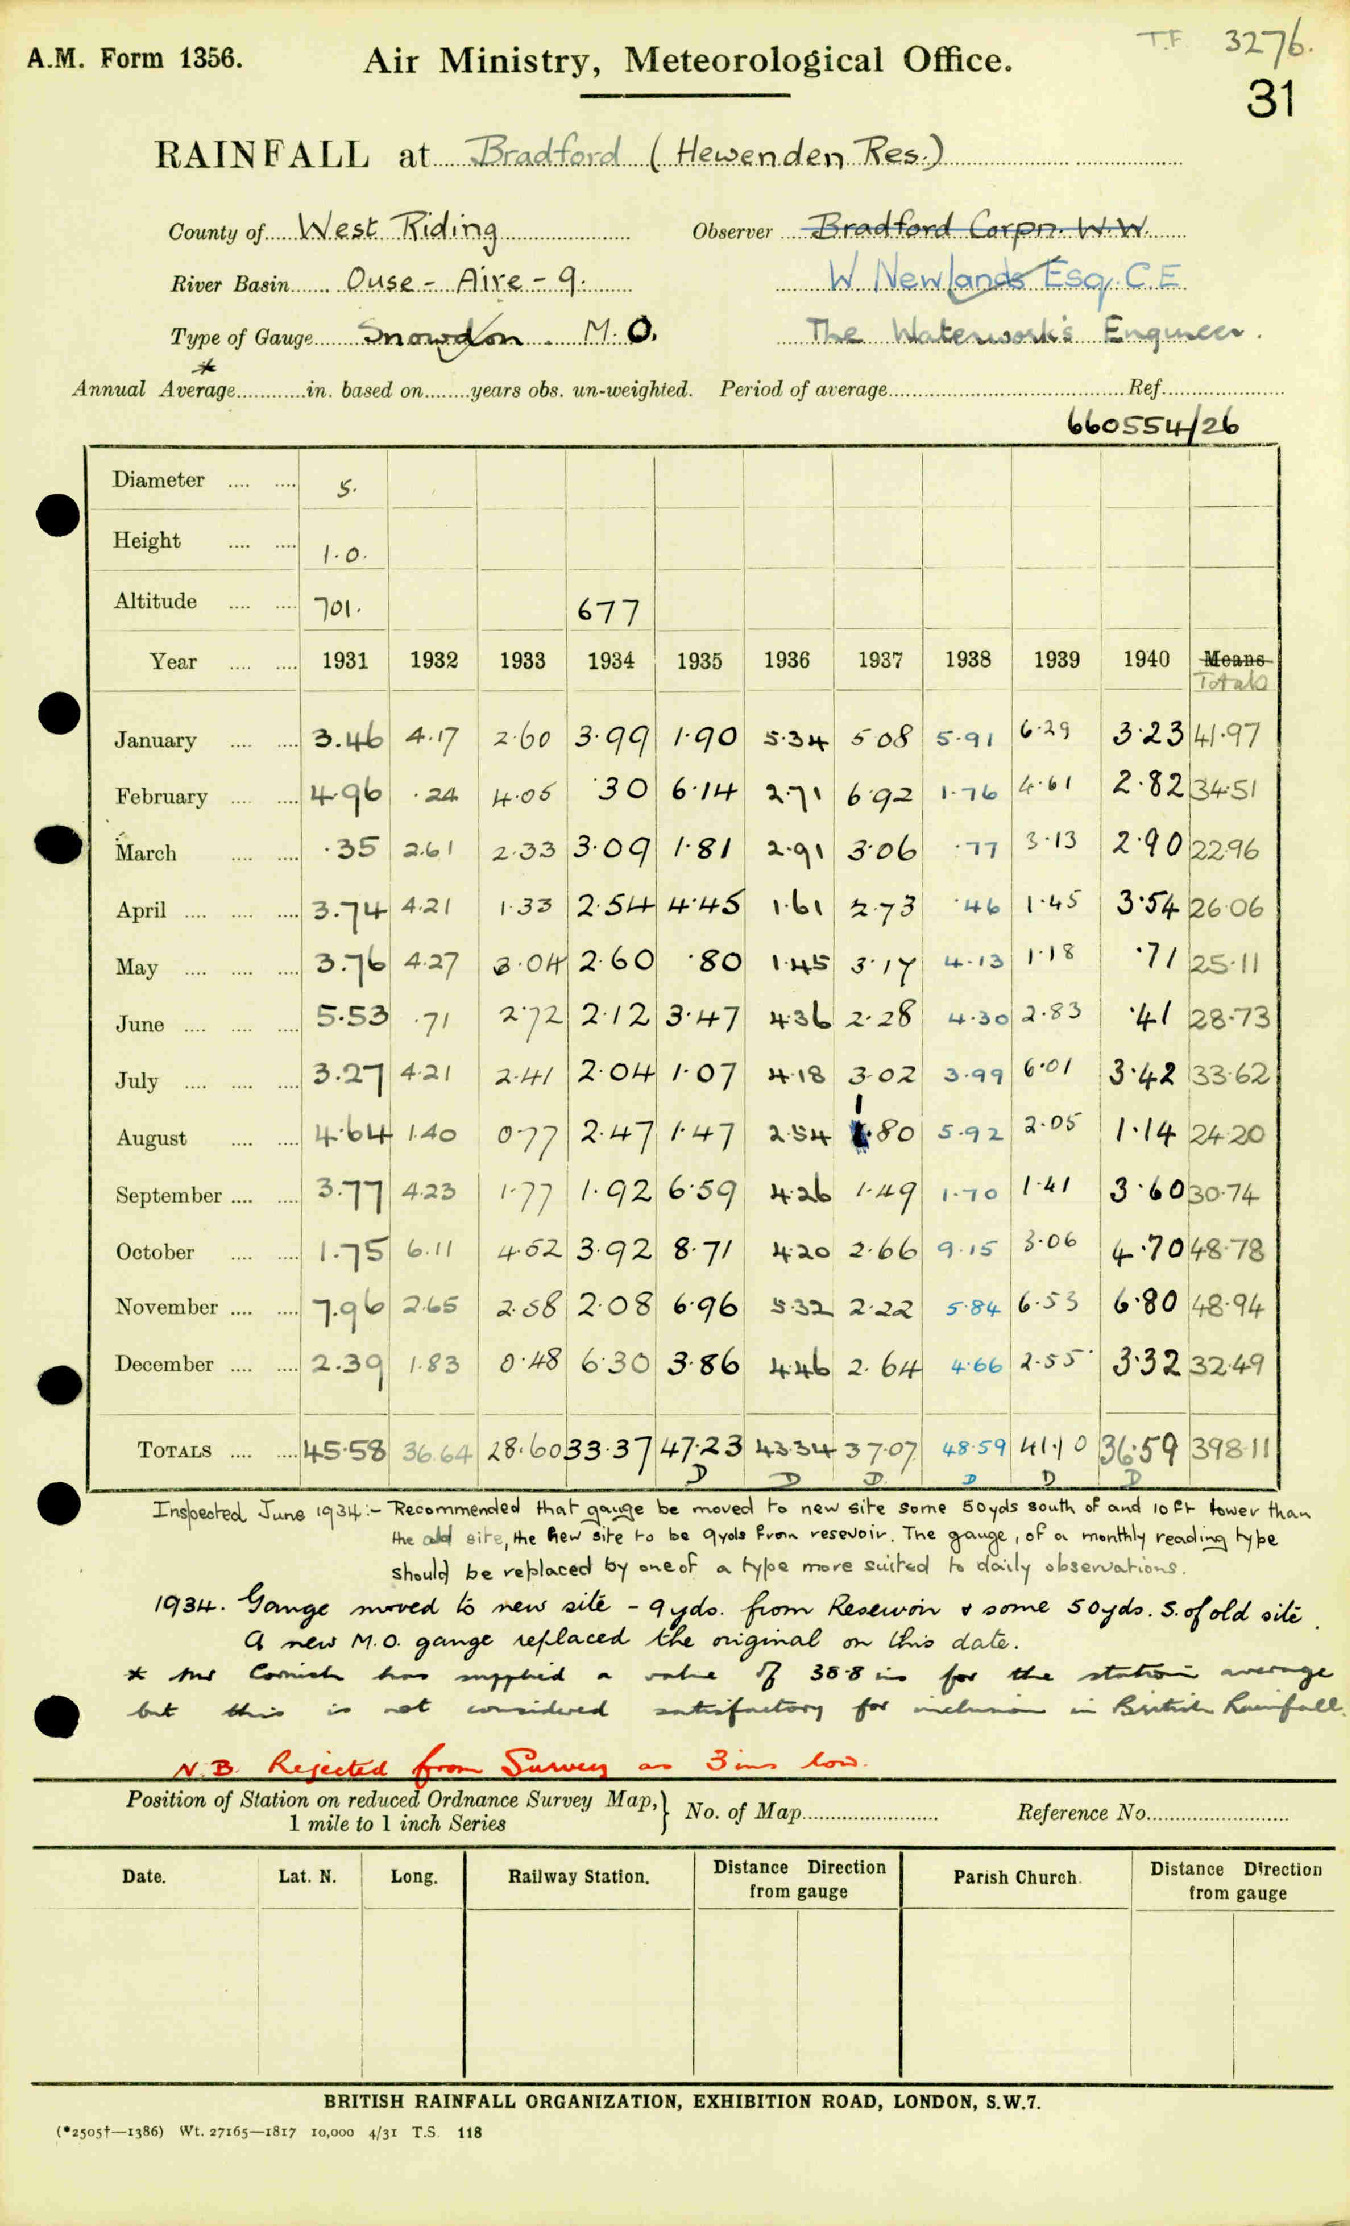 T.F 3276.
A.M. Form 1356. Air Ministry, Meteorological Office.
31
RAINFALL at Bradford (Hewenden Res.)
County of West Riding Observer Bradford Corpn. W.W.
River Basin Ouse - Aire - 9. W Newlands Esq. C.E
Type of Gauge Snowdon. M.O. The Waterworks Engineer.
*
Annual Average in. based on years obs. un-weighted. Period of average Ref.
660554/26
Diameter .... .... 5.
Height .... .... 1.0.
Altitude .... .... 701. 677
Year .... .... 1931 1932 1933 1934 1935 1936 1937 1938 1939 1940 Means
Totals
January .... .... 3.46 4.17 2.60 3.99 1.90 5.34 5.08 5.91 6.29 3.23 41.97
February .... .... 4.96 .24 4.05 .30 6.14 2.71 6.92 1.76 4.61 2.82 34.51
March .... .... .35 2.61 2.33 3.09 1.81 2.91 3.06 .77 3.13 2.90 22.96
April .... .... .... 3.74 4.21 1.33 2.54 4.45 1.61 2.73 .46 1.45 3.54 26.06
May .... .... .... 3.76 4.27 3.04 2.60 .80 1.45 3.17 4.13 1.18 .71 25.11
June .... .... .... 5.53 .71 2.72 2.12 3.47 4.36 2.28 4.30 2.83 .41 28.73
July .... .... .... 3.27 4.21 2.41 2.04 1.07 4.18 3.02 3.99 6.01 3.42 33.62
August .... .... 4.64 1.40 0.77 2.47 1.47 2.54 1.80 5.92 2.05 1.14 24.20
September .... .... 3.77 4.23 1.77 1.92 6.59 4.26 1.49 1.70 1.41 3.60 30.74
October .... .... 1.75 6.11 4.52 3.92 8.71 4.20 2.66 9.15 3.06 4.70 48.78
November .... .... 7.96 2.65 2.58 2.08 6.96 5.32 2.22 5.84 6.53 6.80 48.94
December .... .... 2.39 1.83 0.48 6.30 3.86 4.46 2.64 4.66 2.55 3.32 32.49
TOTALS .... .... 45.58 36.64 28.60 33.37 47.23 43.34 37.07 48.59 41.10 36.59 398.11
D D D D D D
Inspected June 1934:- Recommended that gauge be moved to new site some 50yds south of and 10 ft lower than
the old site, the new site to be 9yds from resevoir. The gauge, of a monthly reading type
should be replaced by one of a type more suited to daily observations.
1934. Gauge moved to new site - 9yds. from Reservoir & some 50yds. S. of old site.
A new M.O. gauge replaced the original on this date.
* Mr Cornish has supplied a value of 38.8 ins for the station average
but this is not considered satisfactory for inclusion in British Rainfall.
N.B. Rejected from Survey as 3 ins low.
Position of Station on reduced Ordnance Survey Map, } No. of Map Reference No.
1 mile to 1 inch Series
Date. Lat. N. Long. Railway Station. Distance Direction from gauge Parish Church. Distance Direction from gauge
BRITISH RAINFALL ORGANIZATION, EXHIBITION ROAD, LONDON, S.W.7.
(*2505†—1386) Wt. 27165—1817 10,000 4/31 T.S. 118